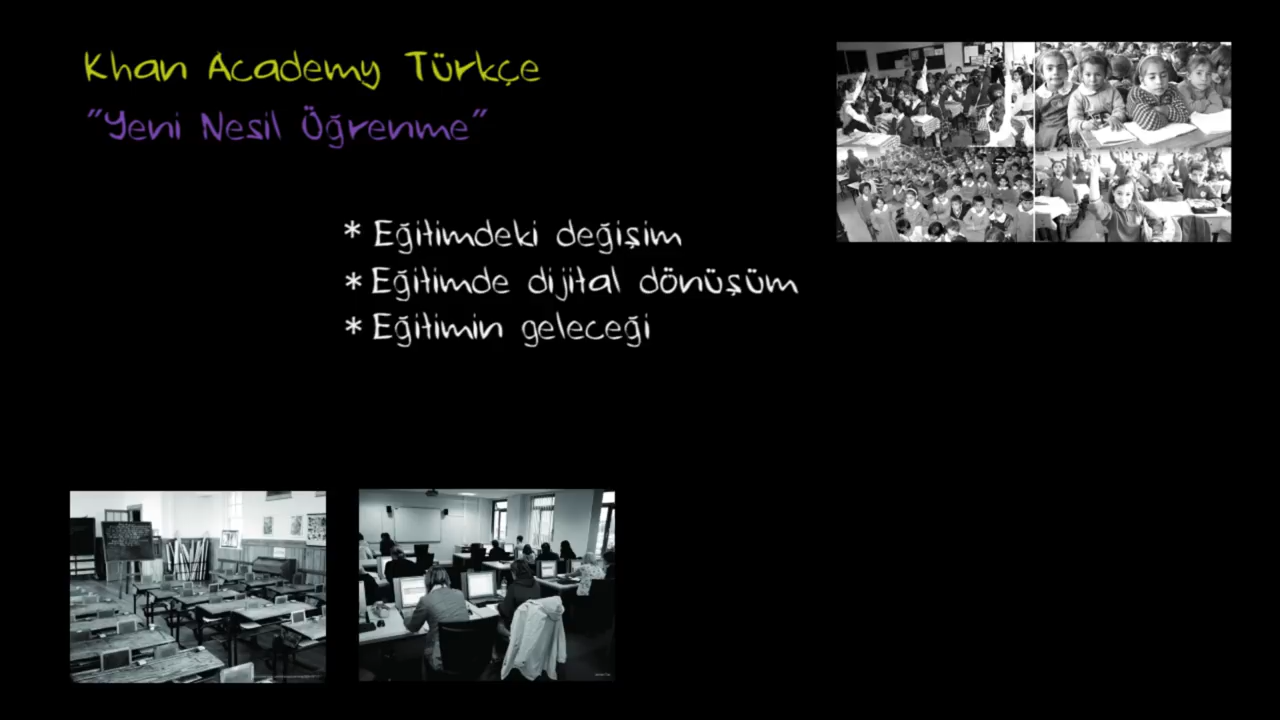 Khan Academy Türkçe
"Yeni Nesil Öğrenme"
* Eğitimdeki değişim
* Eğitimde dijital dönüşüm
* Eğitimin geleceği